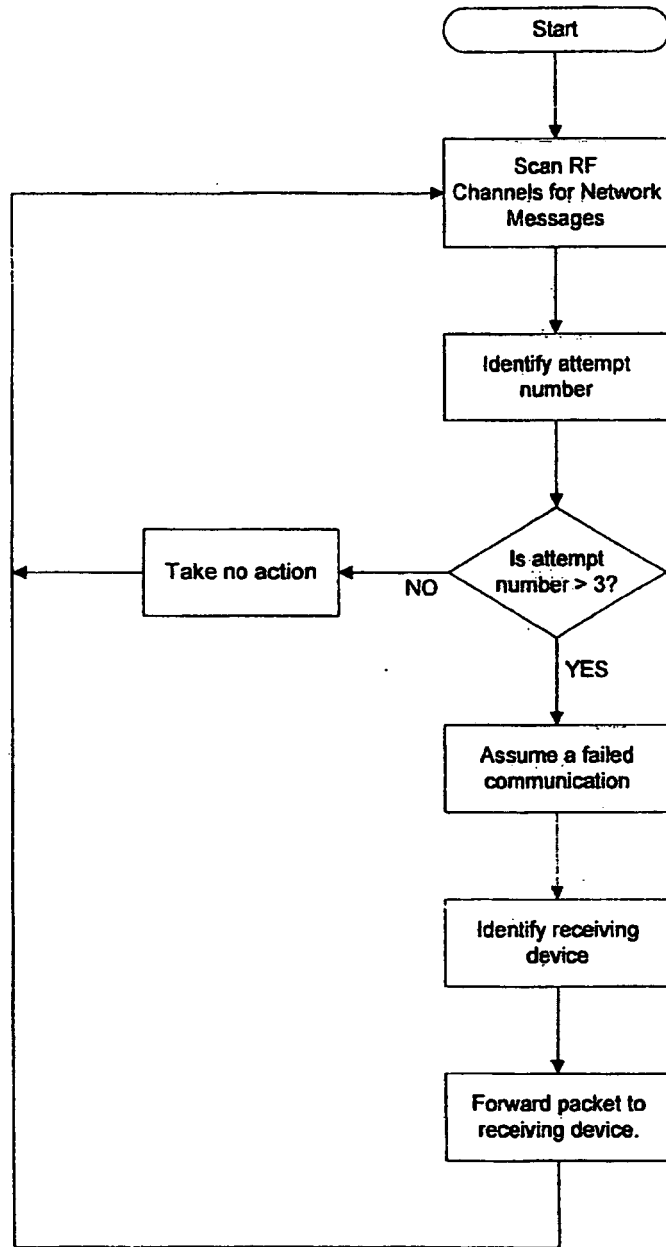 Start
Scan RF
Channels for Network
Messages
Identify attempt
number
Is attempt
number > 3?
NO
Take no action
YES
Assume a failed
communication
Identify receiving
device
Forward packet to
receiving device.